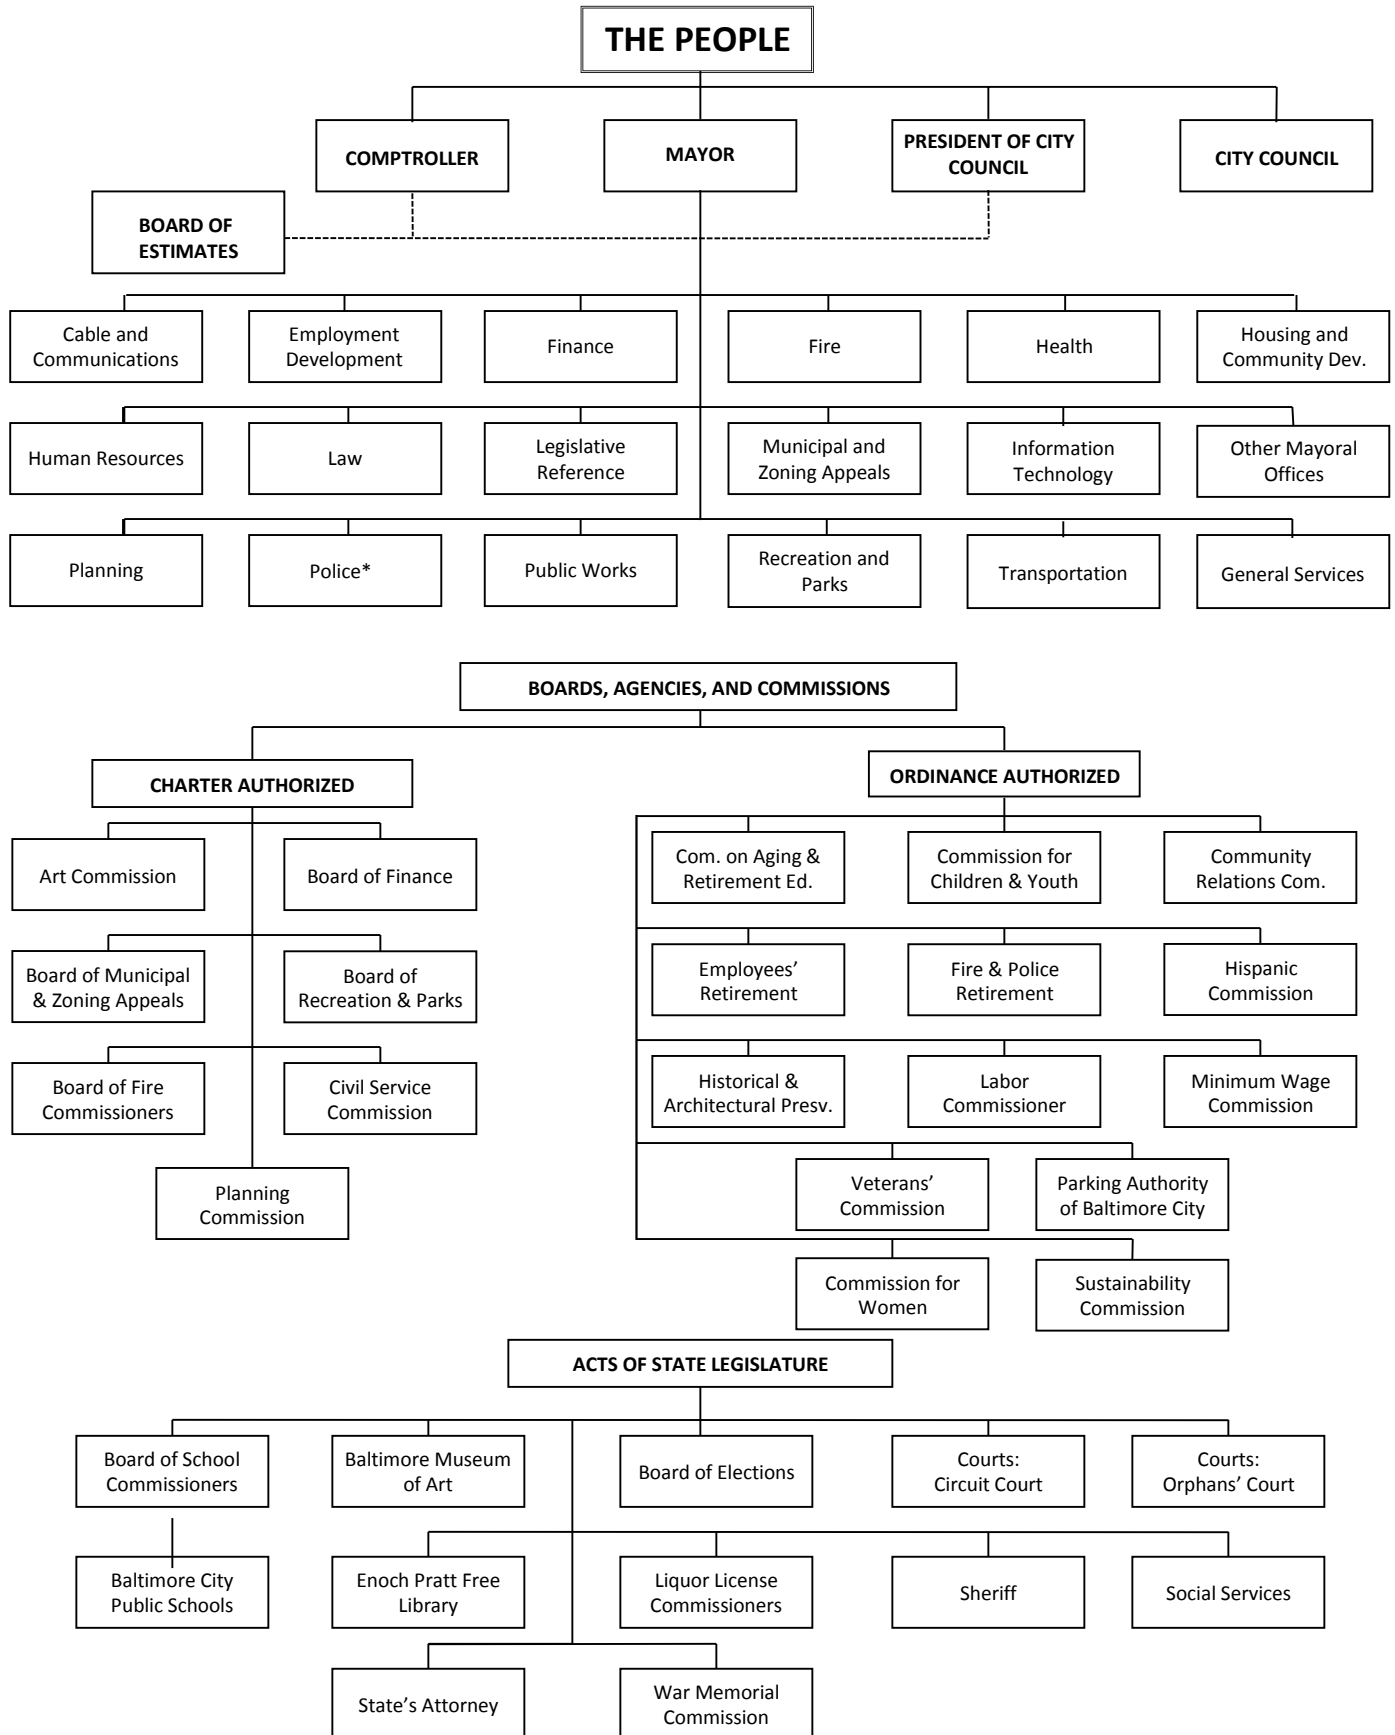 THE PEOPLE
COMPTROLLER
MAYOR
PRESIDENT OF CITY
COUNCIL
CITY COUNCIL
BOARD OF
ESTIMATES
Cable and
Communications
Employment
Development
Finance
Fire
Health
Housing and
Community Dev.
Human Resources
Law
Legislative
Reference
Municipal and
Zoning Appeals
Information
Technology
Other Mayoral
Offices
Planning
Police*
Public Works
Recreation and
Parks
Transportation
General Services
BOARDS, AGENCIES, AND COMMISSIONS
CHARTER AUTHORIZED
Art Commission
Board of Finance
Board of Municipal
& Zoning Appeals
Board of
Recreation & Parks
Board of Fire
Commissioners
Civil Service
Commission
Planning
Commission
ORDINANCE AUTHORIZED
Com. on Aging &
Retirement Ed.
Commission for
Children & Youth
Community
Relations Com.
Employees’
Retirement
Fire & Police
Retirement
Hispanic
Commission
Historical &
Architectural Presv.
Labor
Commissioner
Minimum Wage
Commission
Veterans’
Commission
Parking Authority
of Baltimore City
Commission for
Women
Sustainability
Commission
ACTS OF STATE LEGISLATURE
Board of School
Commissioners
Baltimore Museum
of Art
Board of Elections
Courts:
Circuit Court
Courts:
Orphans’ Court
Baltimore City
Public Schools
Enoch Pratt Free
Library
Liquor License
Commissioners
Sheriff
Social Services
State’s Attorney
War Memorial
Commission